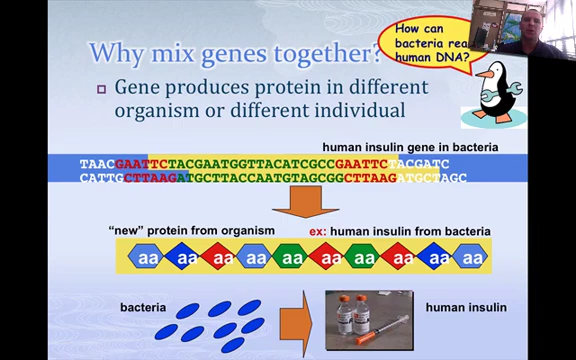 Why mix genes together?
How can
bacteria read
human DNA?
Gene produces protein in different
organism or different individual
human insulin gene in bacteria
TAACGAATTCTACGAATGGTTACATCGCCGAATTCTACGATC
CATTGCTTAAGATGCTTACCAATGTAGCGGCTTAAGATGCTAGC
"new" protein from organism
ex: human insulin from bacteria
aa aa aa aa aa aa aa aa aa aa
bacteria
human insulin